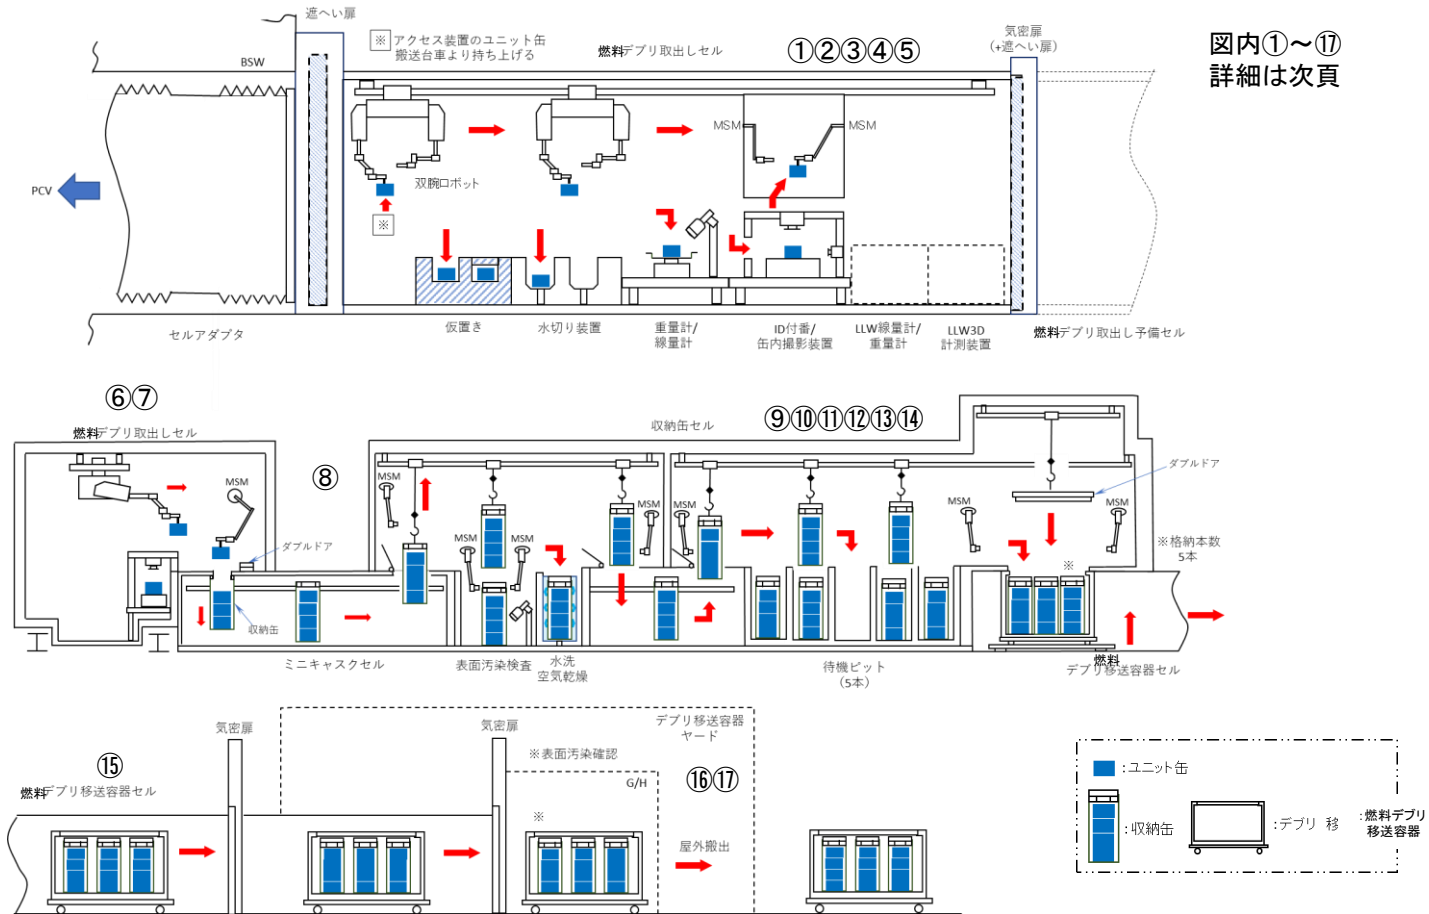 遮へい扉
※ アクセス装置のユニット缶
搬送台車より持ち上げる
燃料デブリ取出しセル
①②③④⑤
気密扉
(+遮へい扉)
図内①～⑰
詳細は次頁
BSW
MSM
MSM
PCV
双腕ロボット
※
セルアダプタ
仮置き
水切り装置
重量計/
線量計
ID付番/
缶内撮影装置
LLW線量計/
重量計
LLW3D
計測装置
燃料デブリ取出し予備セル
⑥⑦
燃料デブリ取出しセル
⑧
収納缶セル
⑨⑩⑪⑫⑬⑭
MSM
MSM
MSM
MSM
MSM
MSM
MSM
MSM
ダブルドア
ダブルドア
収納缶
※格納本数
5本
※
ミニキャスクセル
表面汚染検査
水洗
空気乾燥
待機ピット
(5本)
燃料
デブリ移送容器セル
⑮
燃料デブリ移送容器セル
気密扉
気密扉
デブリ移送容器
ヤード
※表面汚染確認
G/H
⑯⑰
※
屋外搬出
:ユニット缶
:収納缶
:デブリ 移
:燃料デブリ
移送容器